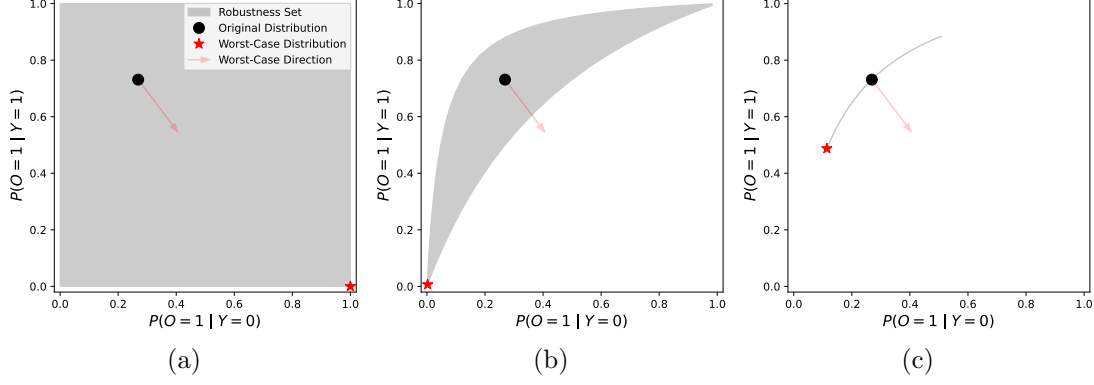 Robustness Set
Original Distribution
Worst-Case Distribution
Worst-Case Direction
1.0
0.8
0.6
0.4
0.2
0.0
P(O = 1 | Y = 1)
0.0 0.2 0.4 0.6 0.8 1.0
P(O = 1 | Y = 0)
(a)
1.0
0.8
0.6
0.4
0.2
0.0
P(O = 1 | Y = 1)
0.0 0.2 0.4 0.6 0.8 1.0
P(O = 1 | Y = 0)
(b)
1.0
0.8
0.6
0.4
0.2
0.0
P(O = 1 | Y = 1)
0.0 0.2 0.4 0.6 0.8 1.0
P(O = 1 | Y = 0)
(c)